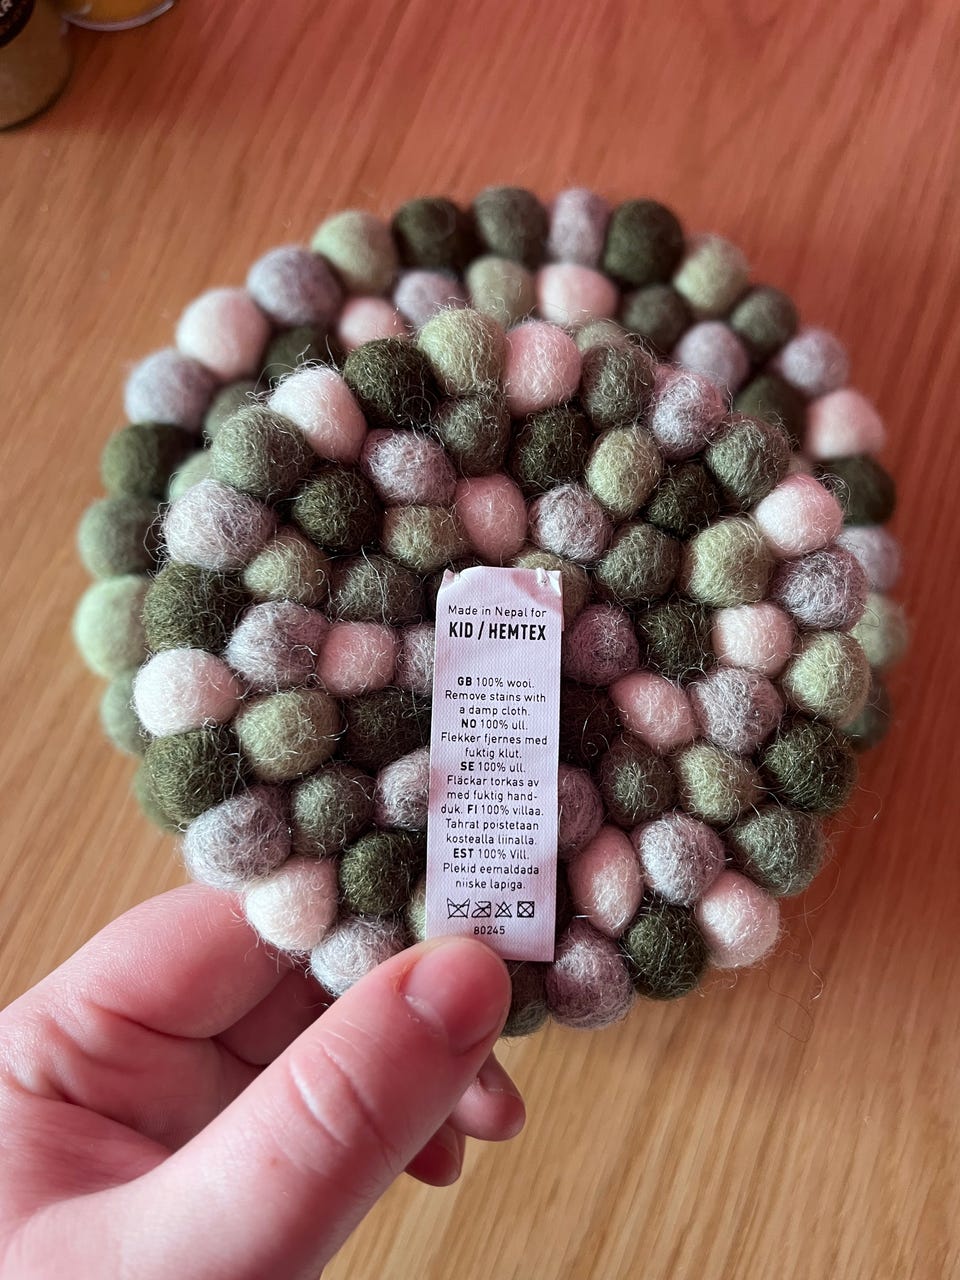 Made in Nepal for
KID / HEMTEX
GB 100% wool.
Remove stains with
a damp cloth.
NO 100% ull.
Flekker fjernes med
fuktig klut.
SE 100% ull.
Fläckar torkas av
med fuktig hand-
duk. FI 100% villaa.
Tahrat poistetaan
kostealla liinalla.
EST 100% Vill.
Plekid eemaldada
niiske lapiga.
80245